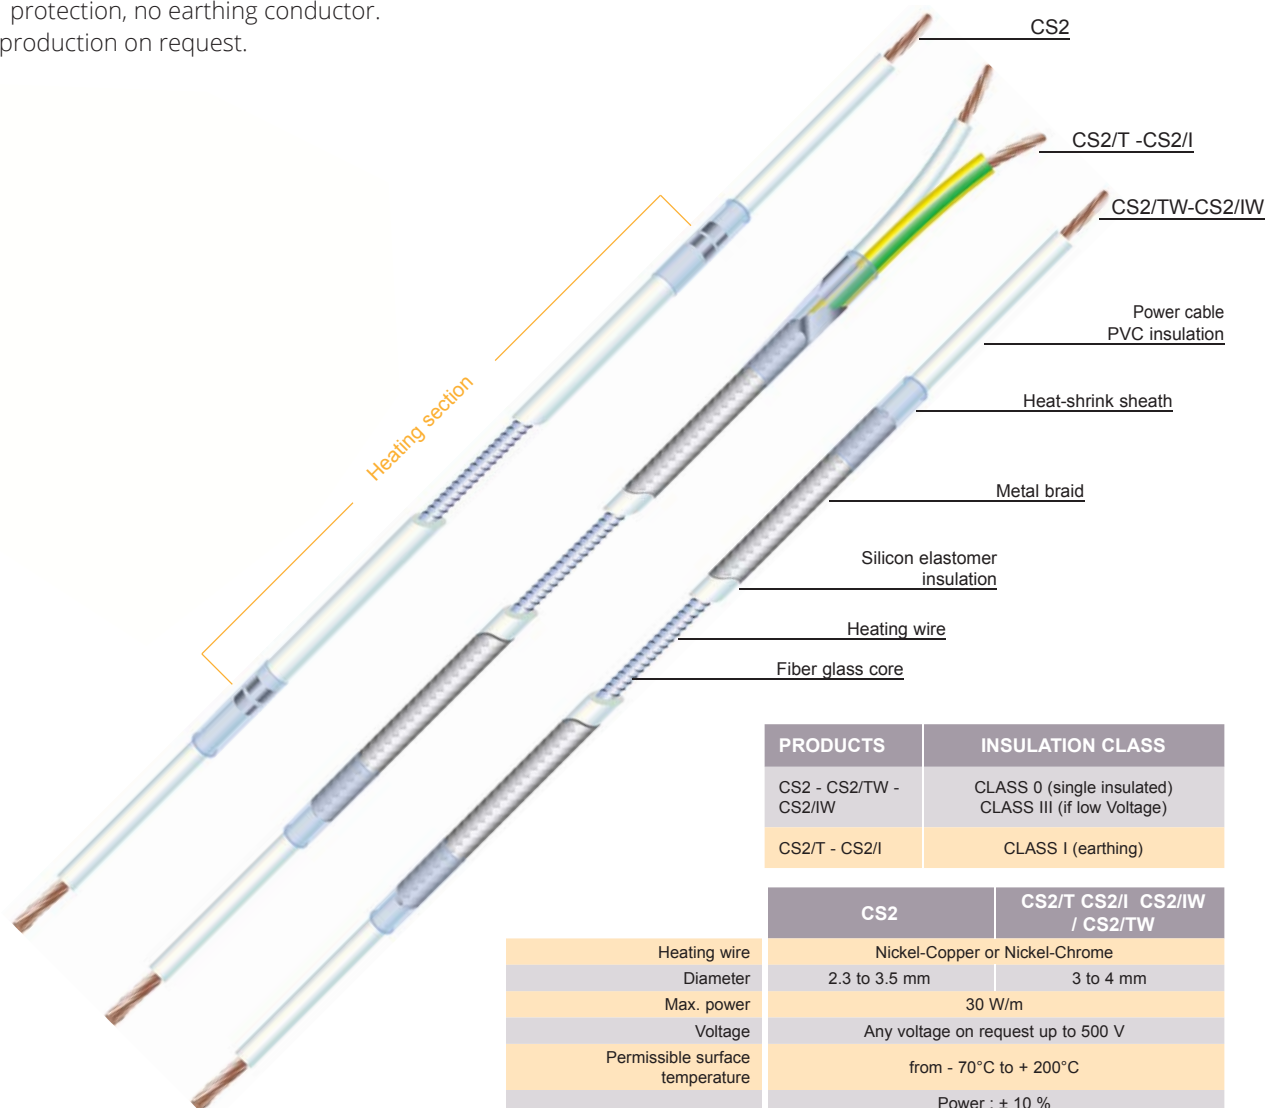 protection, no earthing conductor.
production on request.
CS2
CS2/T -CS2/I
CS2/TW-CS2/IW
Power cable
PVC insulation
Heat-shrink sheath
Heating section
Metal braid
Silicon elastomer
insulation
Heating wire
Fiber glass core
PRODUCTS INSULATION CLASS
CS2 - CS2/TW - CS2/IW CLASS 0 (single insulated) CLASS III (if low Voltage)
CS2/T - CS2/I CLASS I (earthing)
CS2 CS2/T CS2/I CS2/IW / CS2/TW
Heating wire Nickel-Copper or Nickel-Chrome
Diameter 2.3 to 3.5 mm 3 to 4 mm
Max. power 30 W/m
Voltage Any voltage on request up to 500 V
Permissible surface temperature from - 70°C to + 200°C
Power : ± 10 %